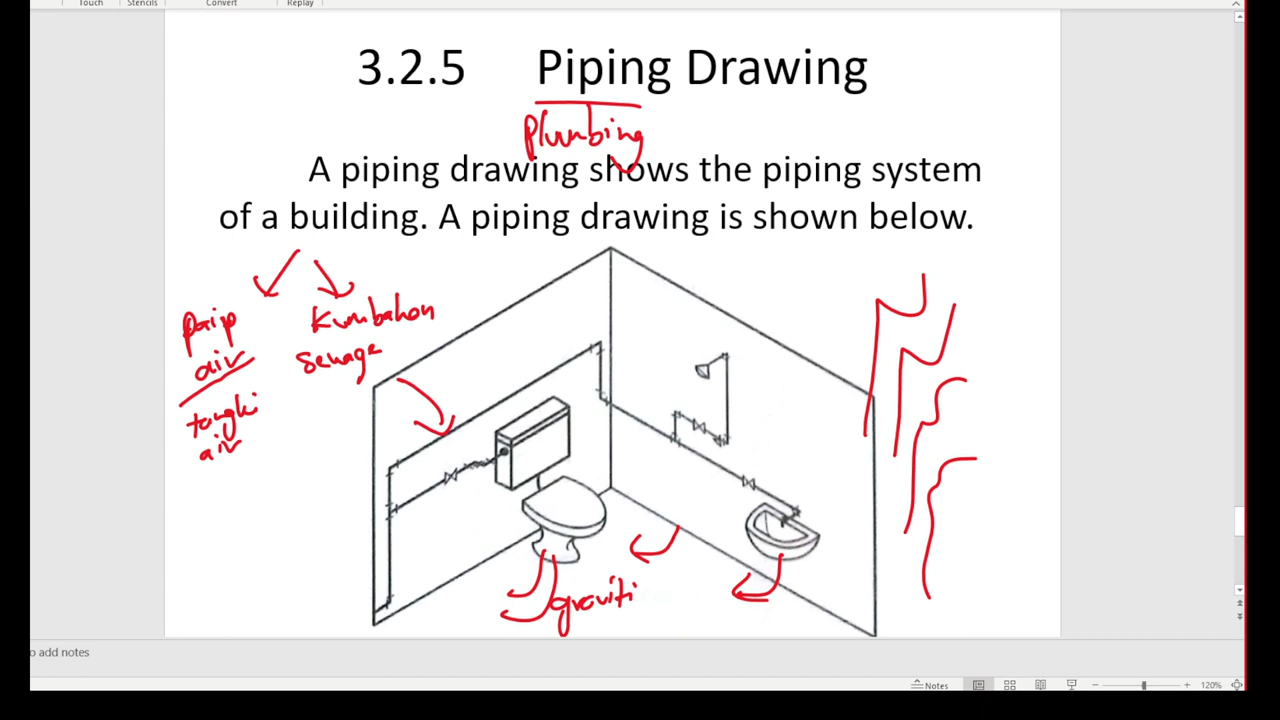 Touch Stencils Convert Replay
3.2.5 Piping Drawing
plumbing
A piping drawing shows the piping system
of a building. A piping drawing is shown below.
paip
air
tangki
air
Kumbahan
sewage
graviti
o add notes
Notes
120%